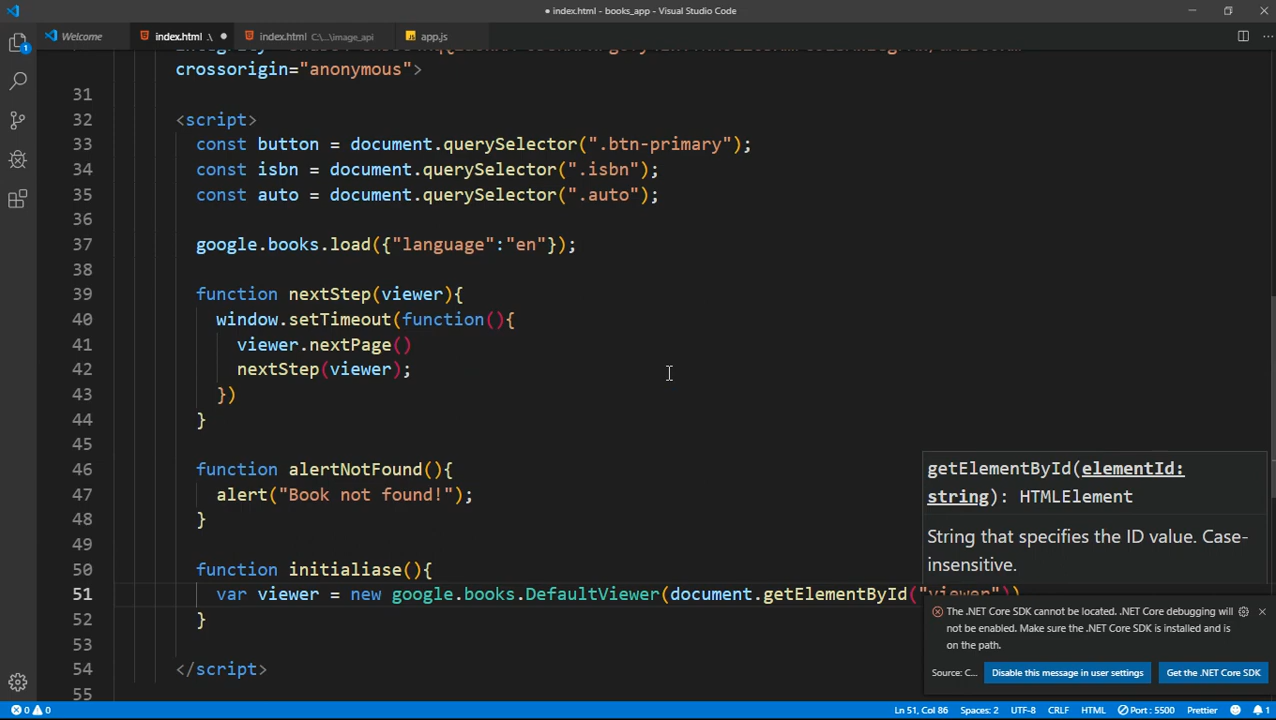 index.html - books_app - Visual Studio Code
Welcome
index.html .\
index.html C:\...\image_api
app.js
1
crossorigin="anonymous">
31
32 <script>
33 const button = document.querySelector(".btn-primary");
34 const isbn = document.querySelector(".isbn");
35 const auto = document.querySelector(".auto");
36
37 google.books.load({"language":"en"});
38
39 function nextStep(viewer){
40 window.setTimeout(function(){
41 viewer.nextPage()
42 nextStep(viewer);
43 })
44 }
45
46 function alertNotFound(){
47 alert("Book not found!");
48 }
49
50 function initialiase(){
51 var viewer = new google.books.DefaultViewer(document.getElementById("viewer"))
52 }
53
54 </script>
55
getElementById(elementId:
string): HTMLElement
String that specifies the ID value. Case-
insensitive.
The .NET Core SDK cannot be located. .NET Core debugging will
not be enabled. Make sure the .NET Core SDK is installed and is
on the path.
Source: C...
Disable this message in user settings
Get the .NET Core SDK
0 0
Ln 51, Col 86
Spaces: 2
UTF-8
CRLF
HTML
Port : 5500
Prettier
1